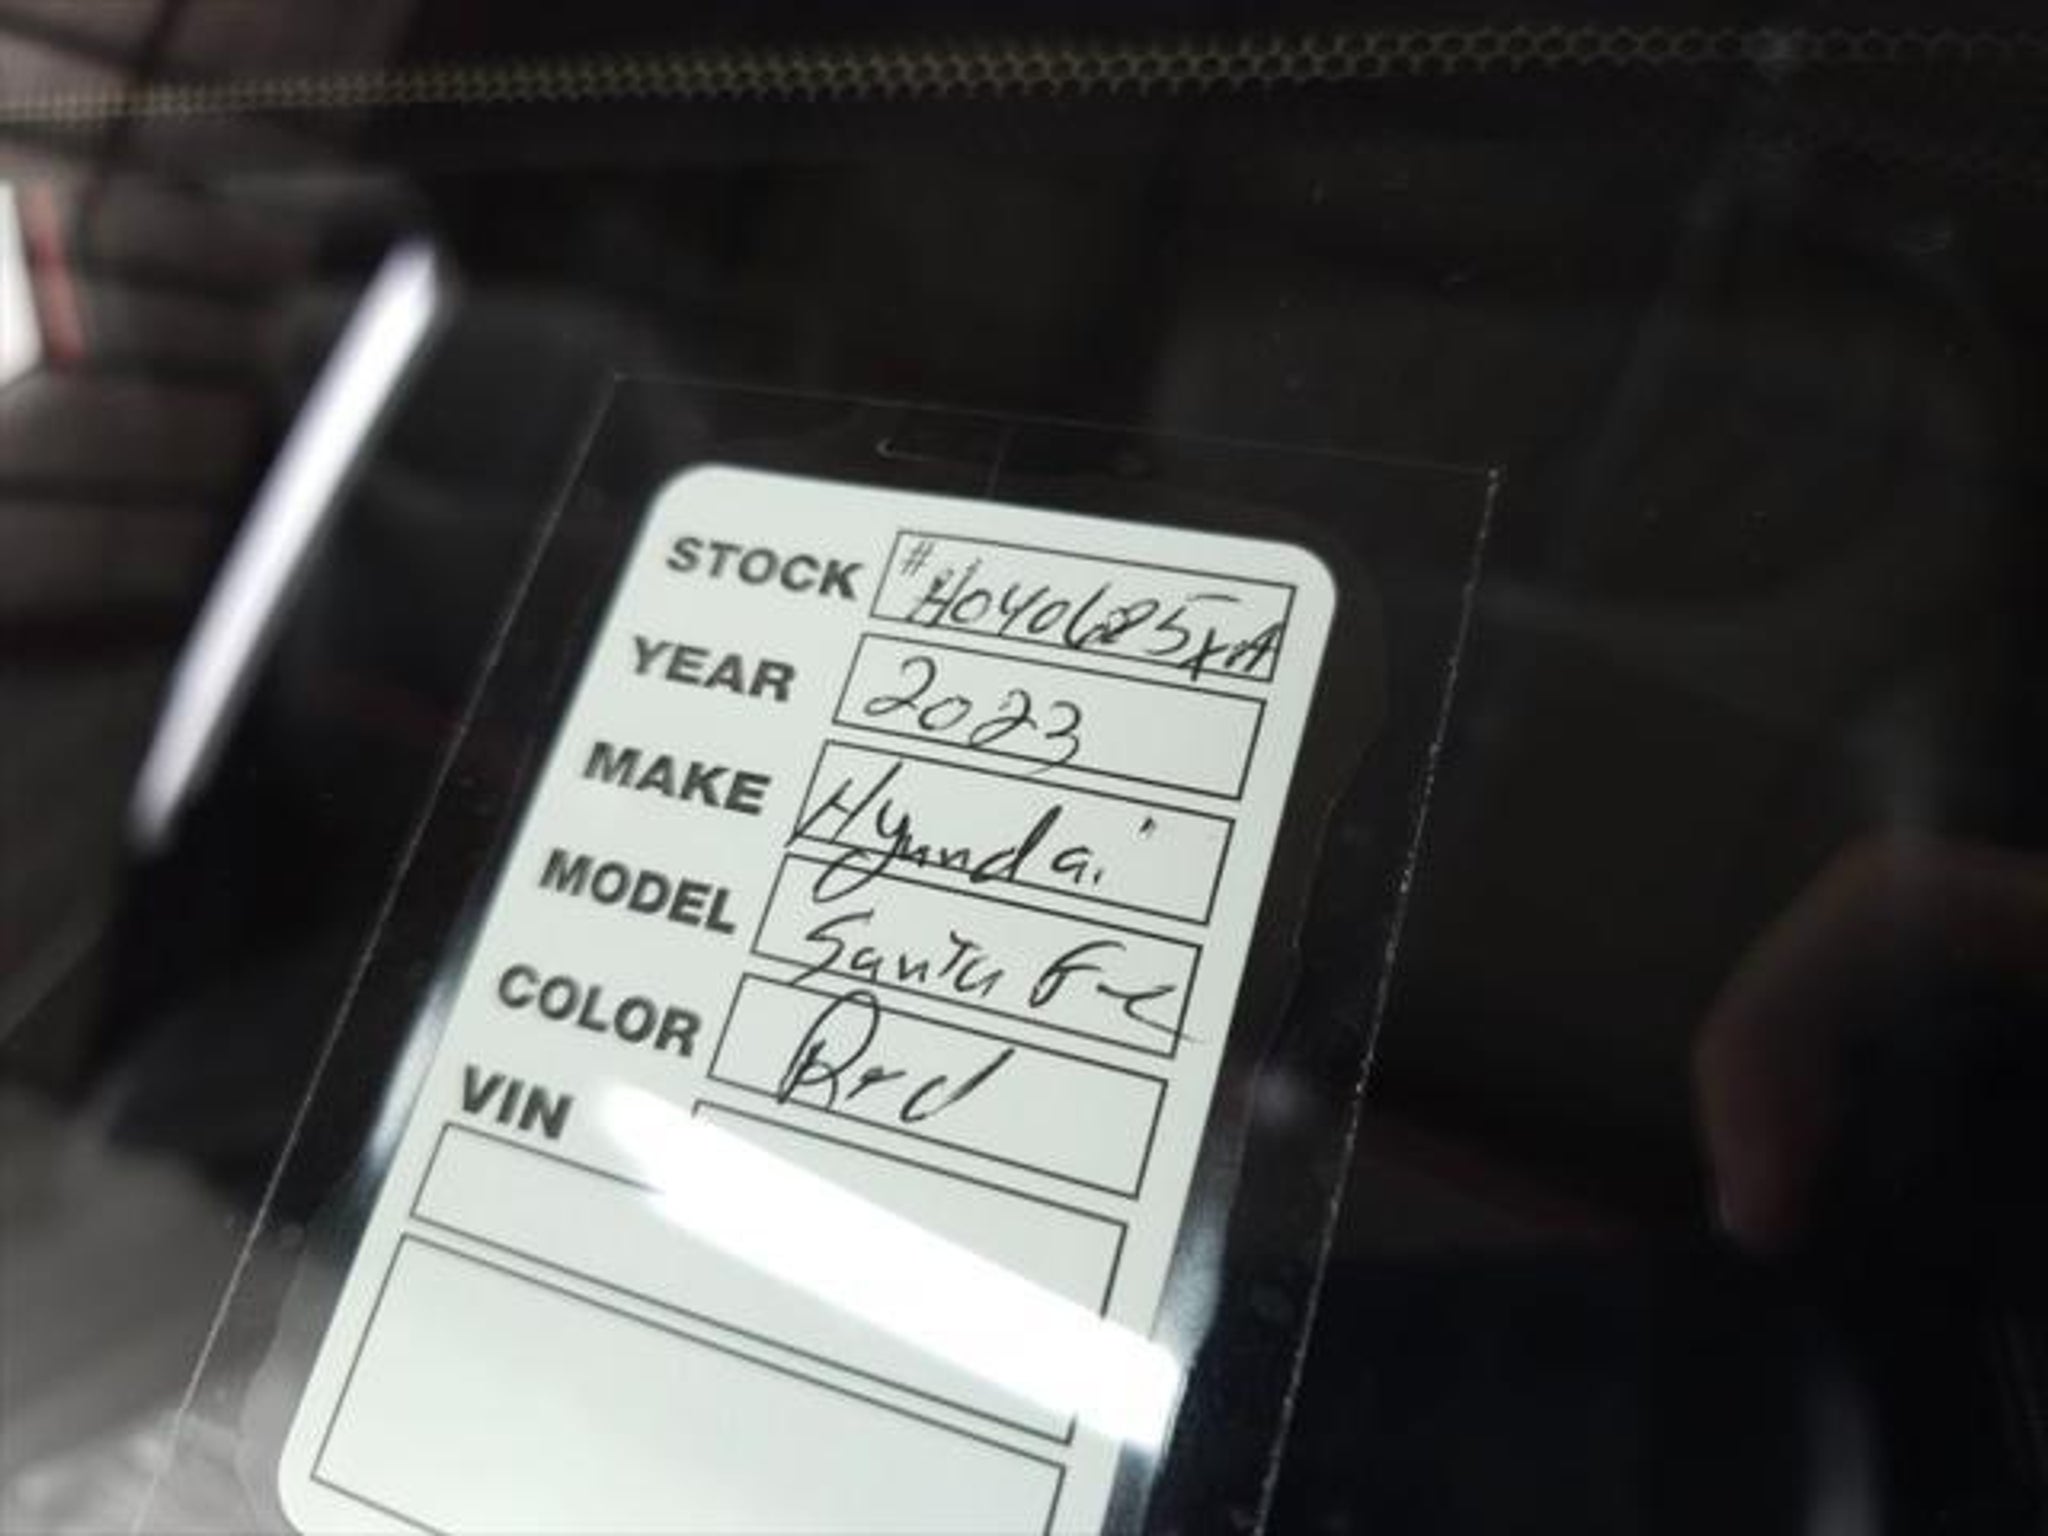 STOCK #H040685XA
YEAR 2023
MAKE Hyundai
MODEL Santa Fe
COLOR Red
VIN